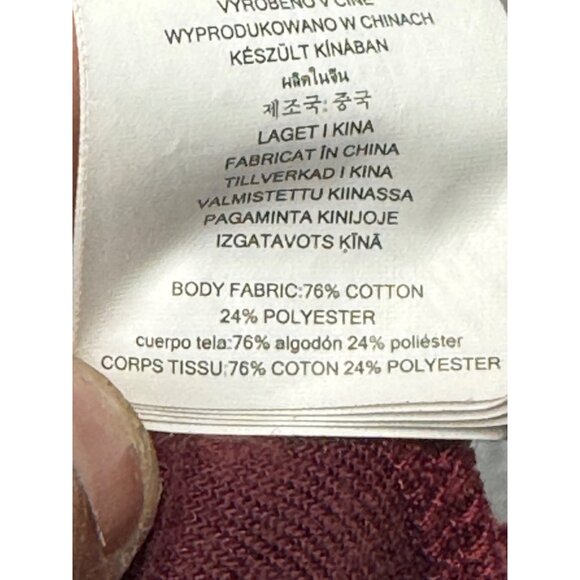 VYROBENO V ČÍNĚ
WYPRODUKOWANO W CHINACH
KÉSZÜLT KÍNÁBAN
ผลิตในจีน
제조국: 중국
LAGET I KINA
FABRICAT ÎN CHINA
TILLVERKAD I KINA
VALMISTETTU KIINASSA
PAGAMINTA KINIJOJE
IZGATAVOTS ĶĪNĀ
BODY FABRIC:76% COTTON
24% POLYESTER
cuerpo tela:76% algodón 24% poliéster
CORPS TISSU:76% COTON 24% POLYESTER